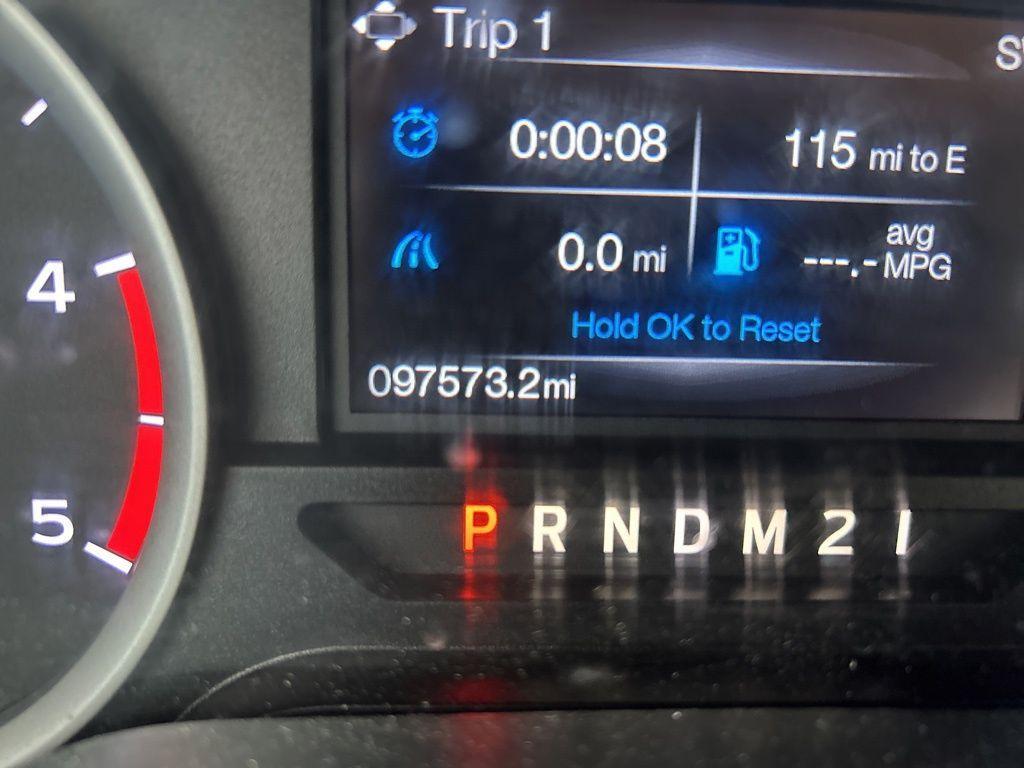 Trip 1
0:00:08
115 mi to E
0.0 mi
---.- avg MPG
Hold OK to Reset
097573.2mi
4
5
P R N D M 2 1